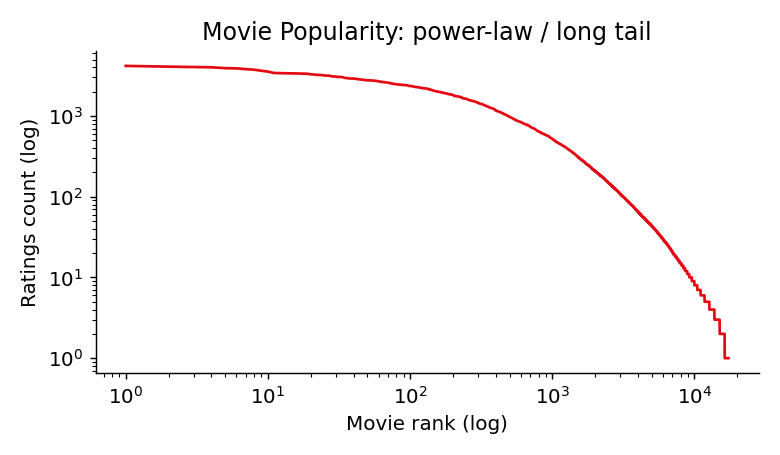 Movie Popularity: power-law / long tail
Ratings count (log)
10³
10²
10¹
10⁰
10⁰ 10¹ 10² 10³ 10⁴
Movie rank (log)